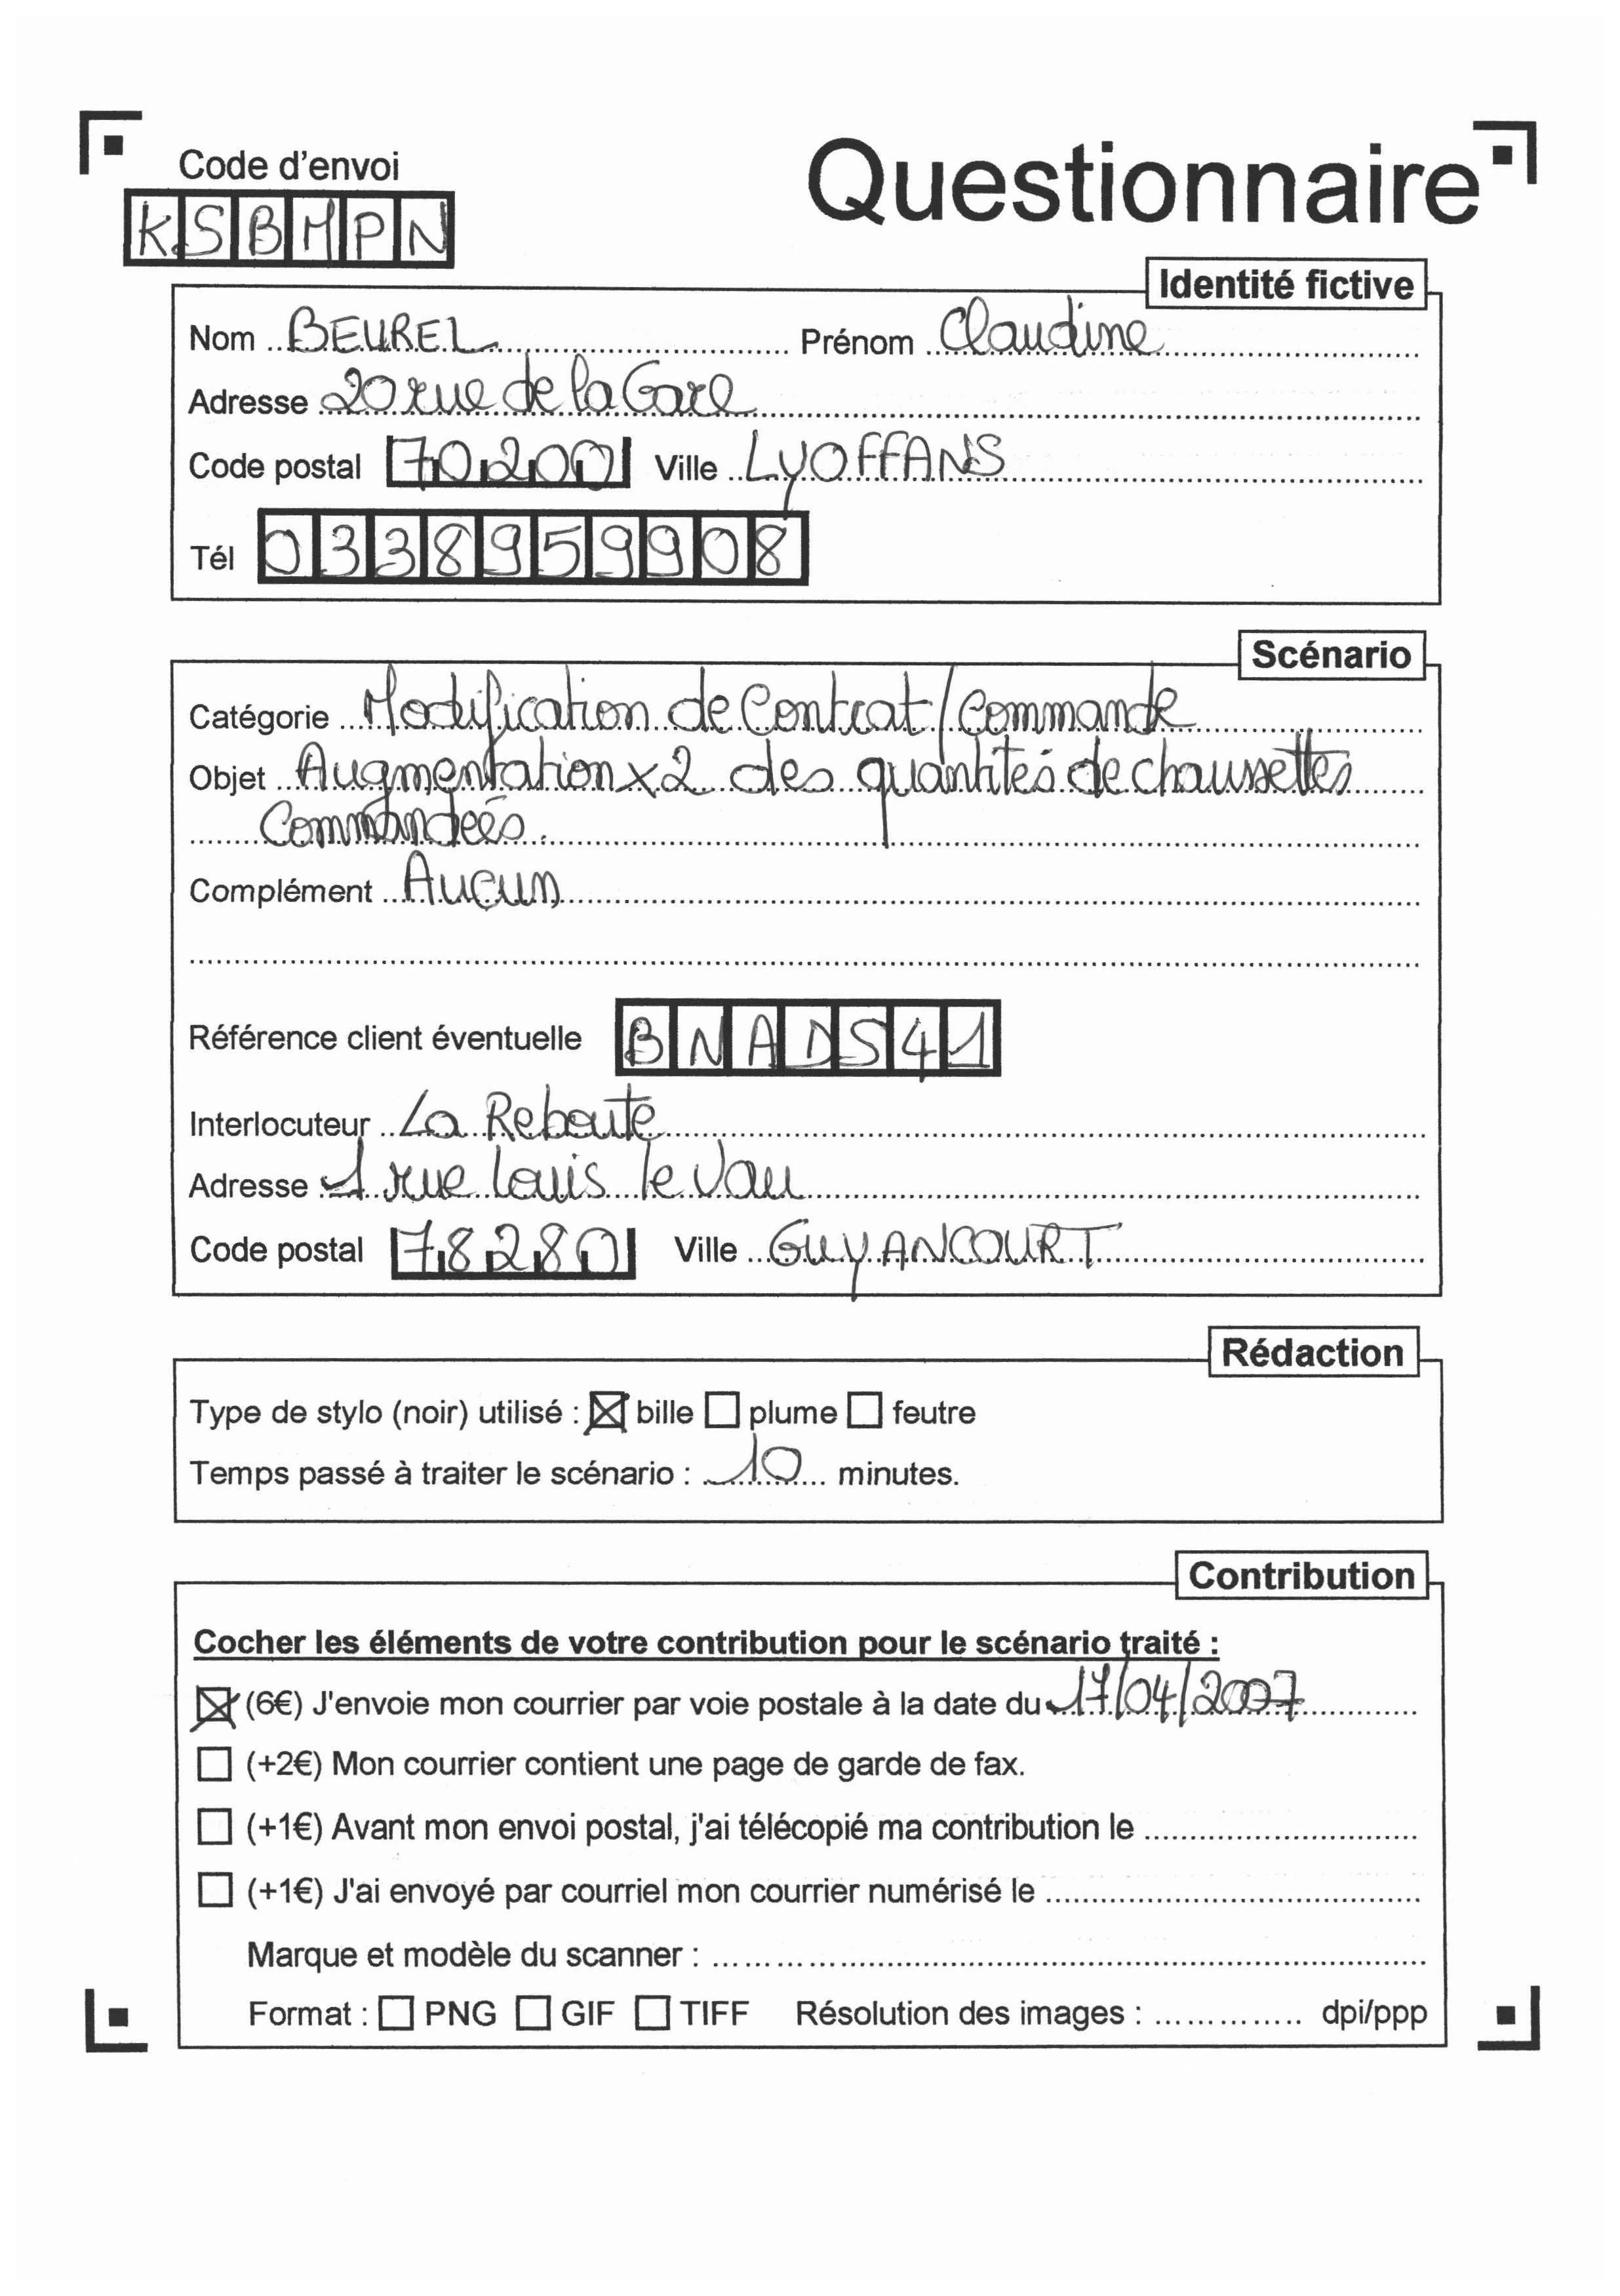 Code d'envoi
Questionnaire
KSBMPN
Identité fictive
Nom BEUREL Prénom Claudine
Adresse 20 rue de la Gare
Code postal 70200 Ville LYOFFANS
Tél 0338959908
Scénario
Catégorie Modification de Contrat/Commande
Objet Augmentation x2 des quantités de chaussettes
Commandées.
Complément Aucun
Référence client éventuelle BNADS41
Interlocuteur La Reboute
Adresse 1 rue Louis le Vau
Code postal 78280 Ville GUYANCOURT
Rédaction
Type de stylo (noir) utilisé : ☒ bille ☐ plume ☐ feutre
Temps passé à traiter le scénario : 10 minutes.
Contribution
Cocher les éléments de votre contribution pour le scénario traité :
☒ (6€) J'envoie mon courrier par voie postale à la date du 17/04/2007
☐ (+2€) Mon courrier contient une page de garde de fax.
☐ (+1€) Avant mon envoi postal, j'ai télécopié ma contribution le
☐ (+1€) J'ai envoyé par courriel mon courrier numérisé le
Marque et modèle du scanner :
Format : ☐ PNG ☐ GIF ☐ TIFF Résolution des images : dpi/ppp